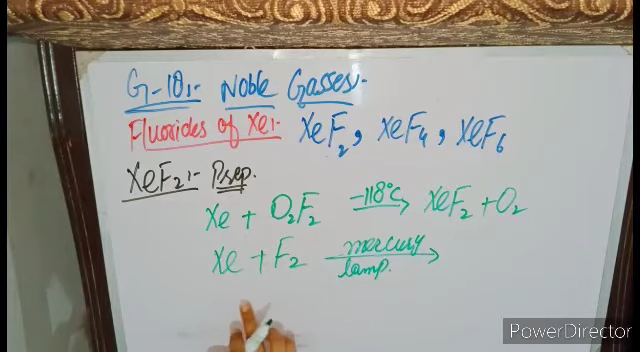 G-18:- Noble Gasses:-
Fluorides of Xe:- XeF₂, XeF₄, XeF₆
XeF₂:- Prep.
Xe + O₂F₂ -118°C→ XeF₂ + O₂
Xe + F₂ mercury lamp. →
PowerDirector